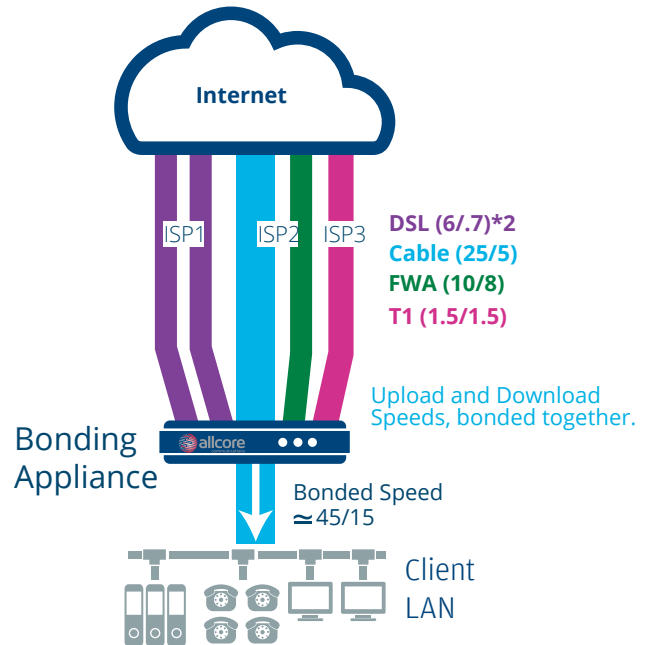 Internet
ISP1
ISP2
ISP3
DSL (6/.7)*2
Cable (25/5)
FWA (10/8)
T1 (1.5/1.5)
Upload and Download
Speeds, bonded together.
Bonding
Appliance
allcore
communications
Bonded Speed
≃45/15
Client
LAN